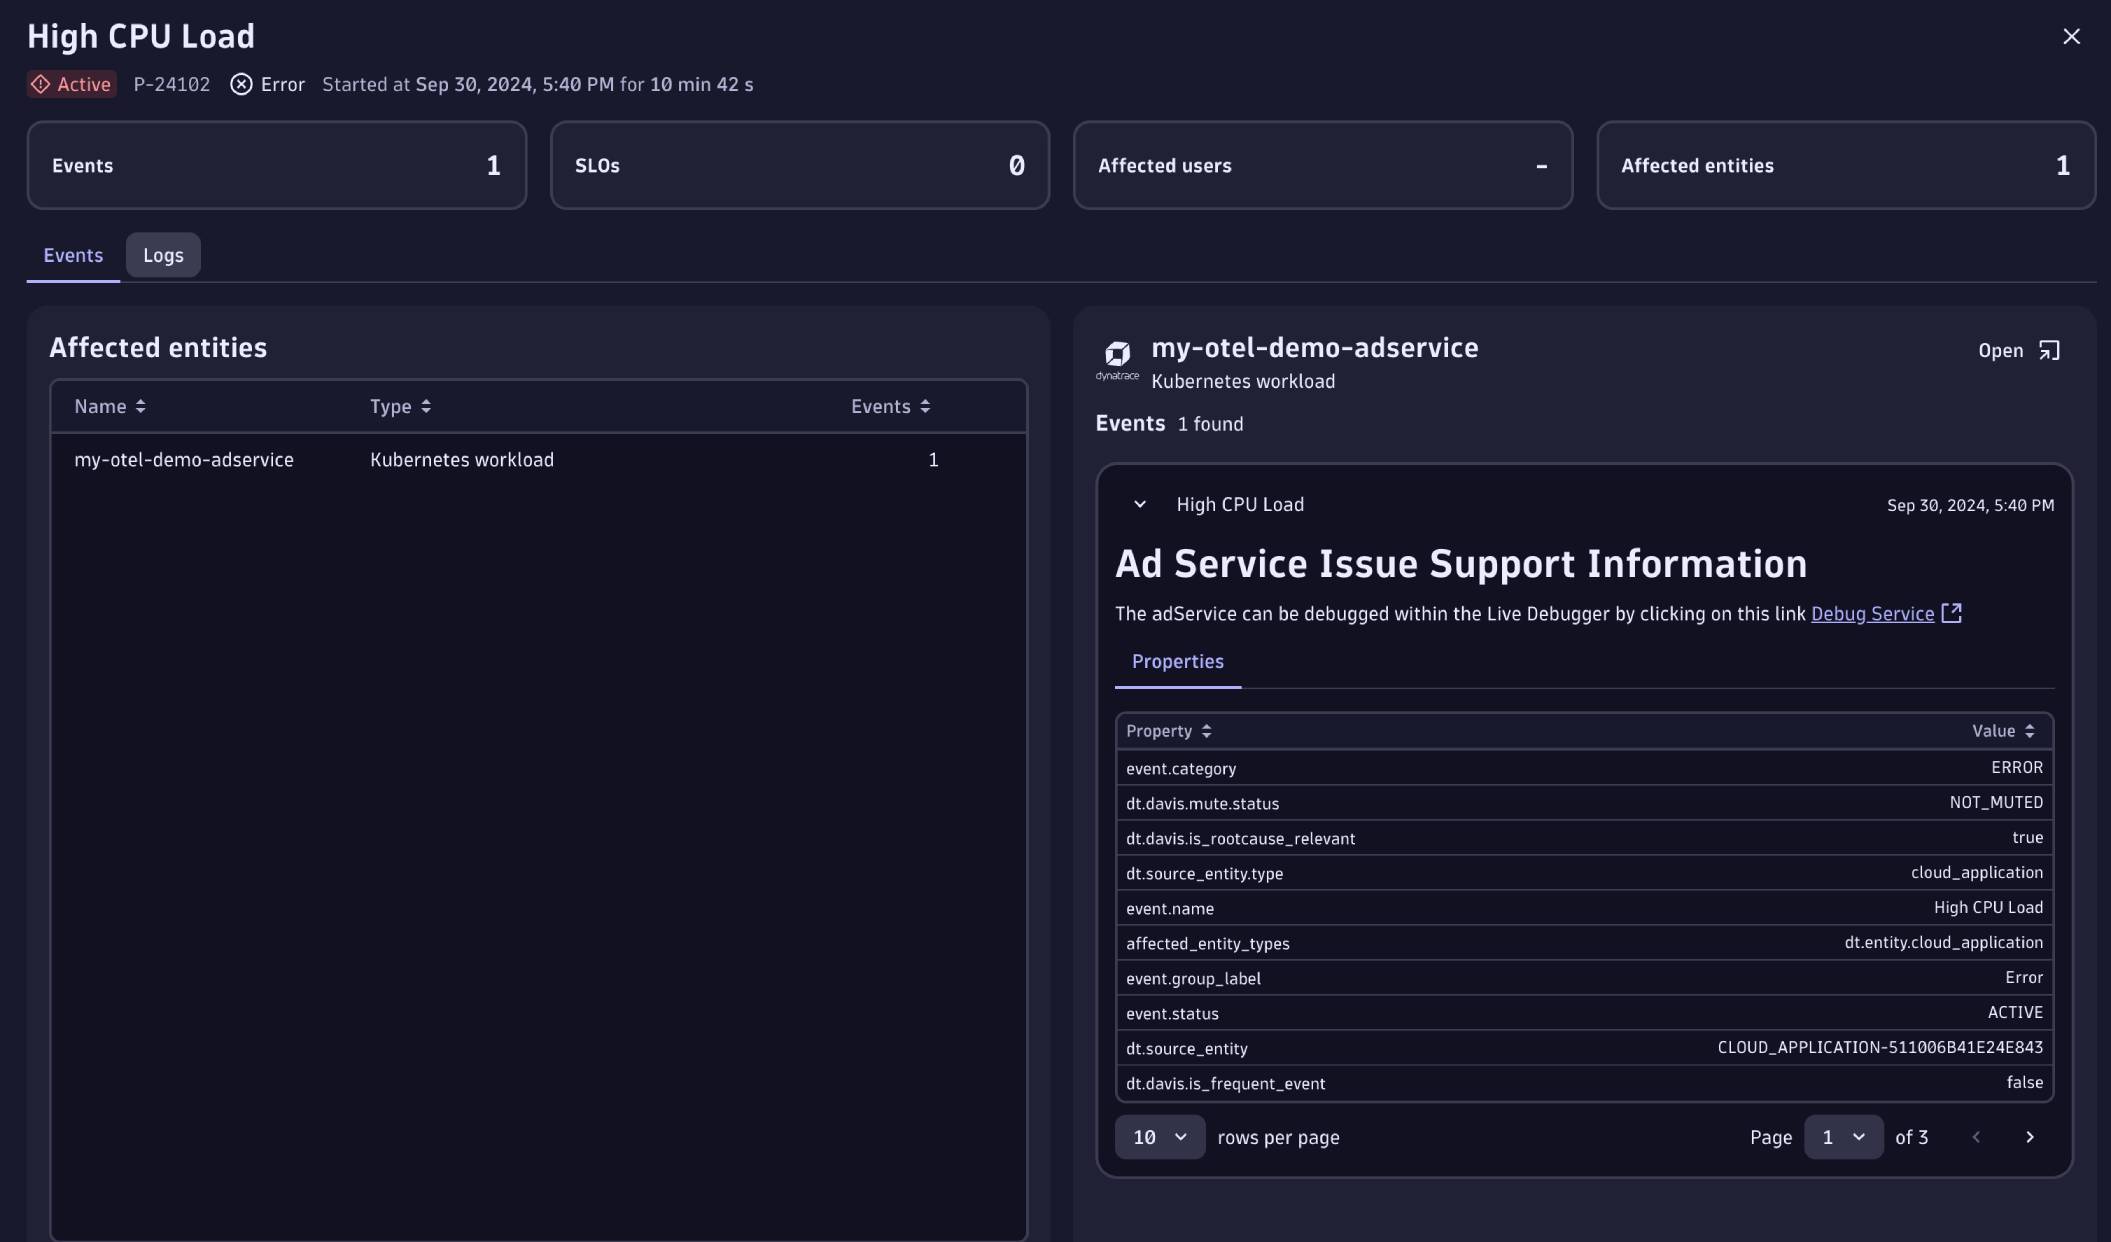 High CPU Load
Active P-24102 Error Started at Sep 30, 2024, 5:40 PM for 10 min 42 s
Events 1
SLOs 0
Affected users -
Affected entities 1
Events Logs
Affected entities
Name Type Events
my-otel-demo-adservice Kubernetes workload 1
dynatrace
my-otel-demo-adservice
Kubernetes workload
Open
Events 1 found
High CPU Load Sep 30, 2024, 5:40 PM
Ad Service Issue Support Information
The adService can be debugged within the Live Debugger by clicking on this link Debug Service
Properties
Property Value
event.category ERROR
dt.davis.mute.status NOT_MUTED
dt.davis.is_rootcause_relevant true
dt.source_entity.type cloud_application
event.name High CPU Load
affected_entity_types dt.entity.cloud_application
event.group_label Error
event.status ACTIVE
dt.source_entity CLOUD_APPLICATION-511006B41E24E843
dt.davis.is_frequent_event false
10 rows per page Page 1 of 3